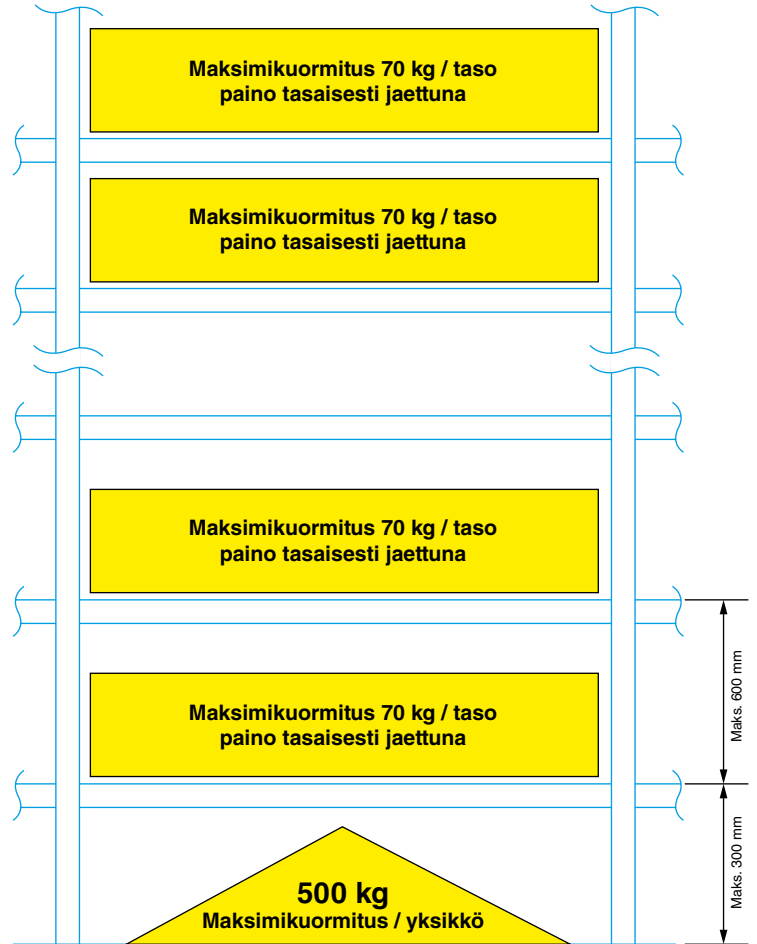 Maksimikuormitus 70 kg / taso
paino tasaisesti jaettuna
Maksimikuormitus 70 kg / taso
paino tasaisesti jaettuna
Maksimikuormitus 70 kg / taso
paino tasaisesti jaettuna
Maks. 600 mm
Maksimikuormitus 70 kg / taso
paino tasaisesti jaettuna
Maks. 300 mm
500 kg
Maksimikuormitus / yksikkö